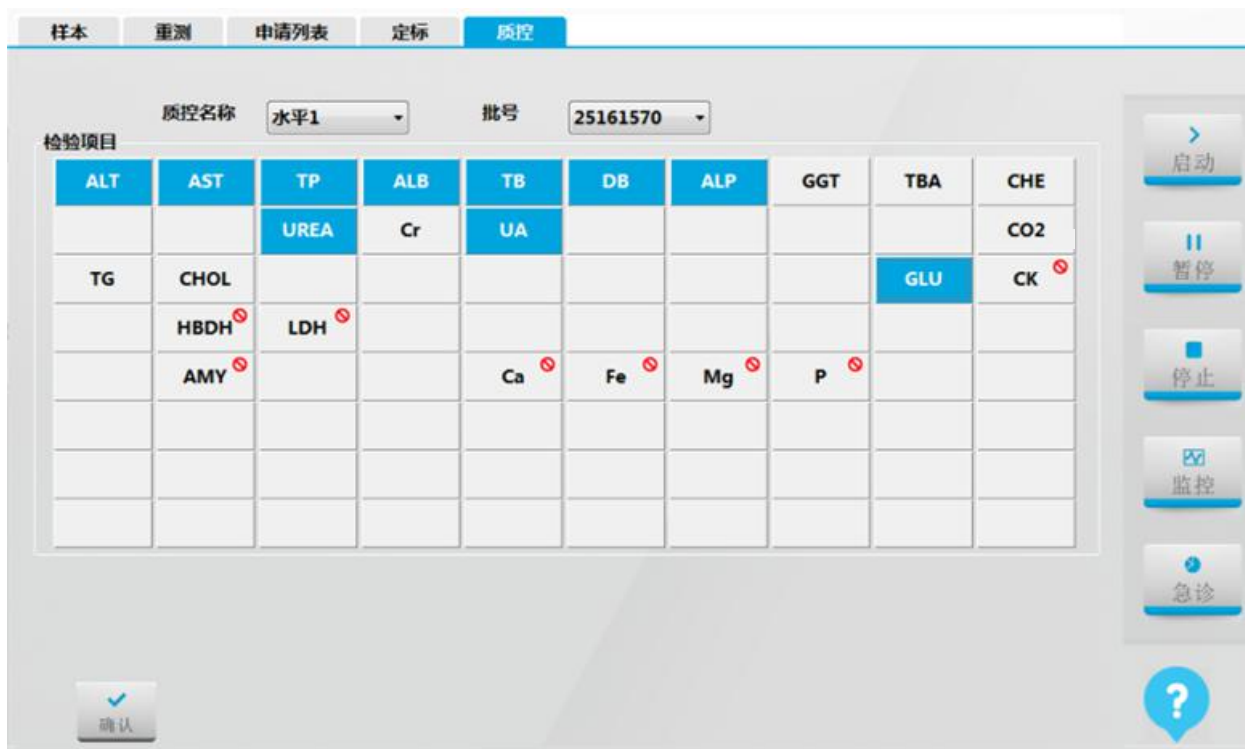 样本 重测 申请列表 定标 质控
质控名称 水平1 批号 25161570
检验项目
ALT AST TP ALB TB DB ALP GGT TBA CHE
UREA Cr UA CO2
TG CHOL GLU CK
HBDH LDH
AMY Ca Fe Mg P
启动
暂停
停止
监控
急诊
确认
?